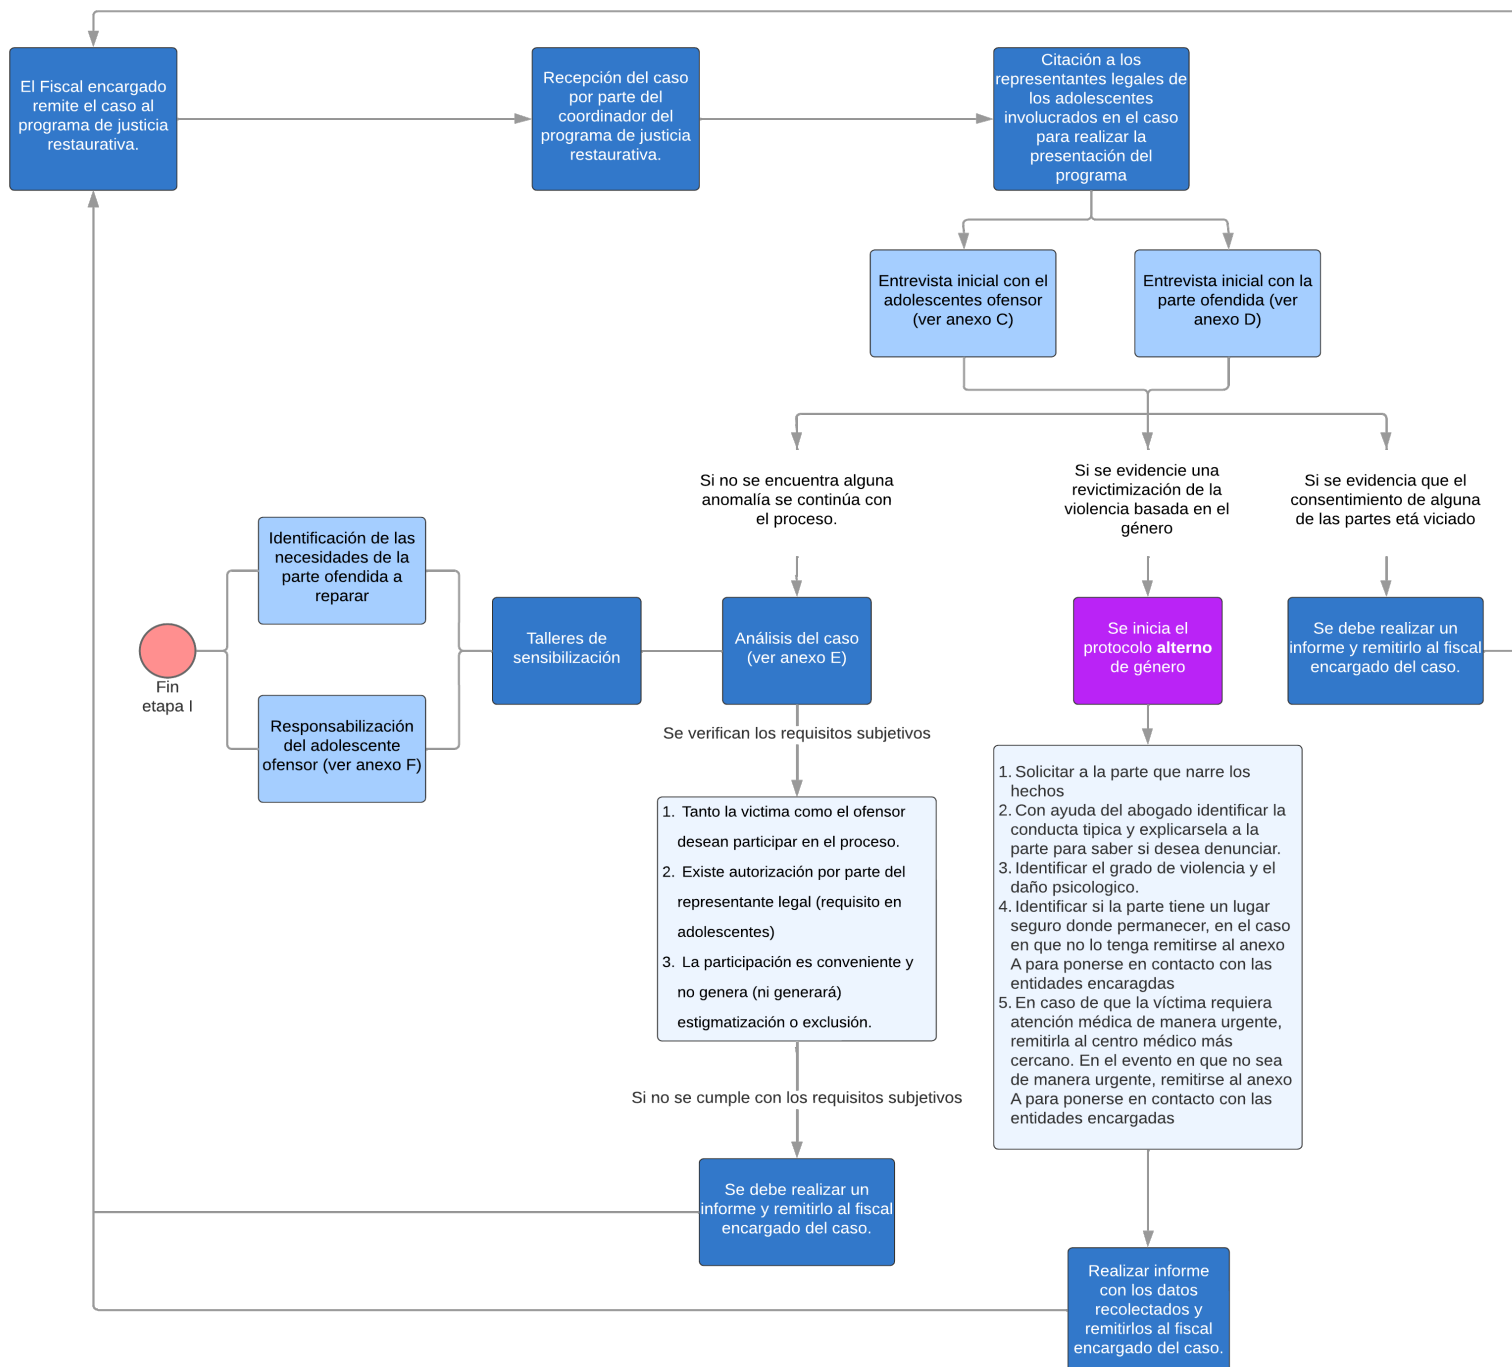 El Fiscal encargado
remite el caso al
programa de justicia
restaurativa.
Recepción del caso
por parte del
coordinador del
programa de justicia
restaurativa.
Citación a los
representantes legales de
los adolescentes
involucrados en el caso
para realizar la
presentación del
programa
Entrevista inicial con el
adolescentes ofensor
(ver anexo C)
Entrevista inicial con la
parte ofendida (ver
anexo D)
Si no se encuentra alguna
anomalía se continúa con
el proceso.
Si se evidencie una
revictimización de la
violencia basada en el
género
Si se evidencia que el
consentimiento de alguna
de las partes etá viciado
Identificación de las
necesidades de la
parte ofendida a
reparar
Fin
etapa I
Responsabilización
del adolescente
ofensor (ver anexo F)
Talleres de
sensibilización
Análisis del caso
(ver anexo E)
Se inicia el
protocolo alterno
de género
Se debe realizar un
informe y remitirlo al fiscal
encargado del caso.
Se verifican los requisitos subjetivos
1. Tanto la victima como el ofensor
desean participar en el proceso.
2. Existe autorización por parte del
representante legal (requisito en
adolescentes)
3. La participación es conveniente y
no genera (ni generará)
estigmatización o exclusión.
1. Solicitar a la parte que narre los
hechos
2. Con ayuda del abogado identificar la
conducta tipica y explicarsela a la
parte para saber si desea denunciar.
3. Identificar el grado de violencia y el
daño psicologico.
4. Identificar si la parte tiene un lugar
seguro donde permanecer, en el caso
en que no lo tenga remitirse al anexo
A para ponerse en contacto con las
entidades encaragdas
5. En caso de que la víctima requiera
atención médica de manera urgente,
remitirla al centro médico más
cercano. En el evento en que no sea
de manera urgente, remitirse al anexo
A para ponerse en contacto con las
entidades encargadas
Si no se cumple con los requisitos subjetivos
Se debe realizar un
informe y remitirlo al fiscal
encargado del caso.
Realizar informe
con los datos
recolectados y
remitirlos al fiscal
encargado del caso.